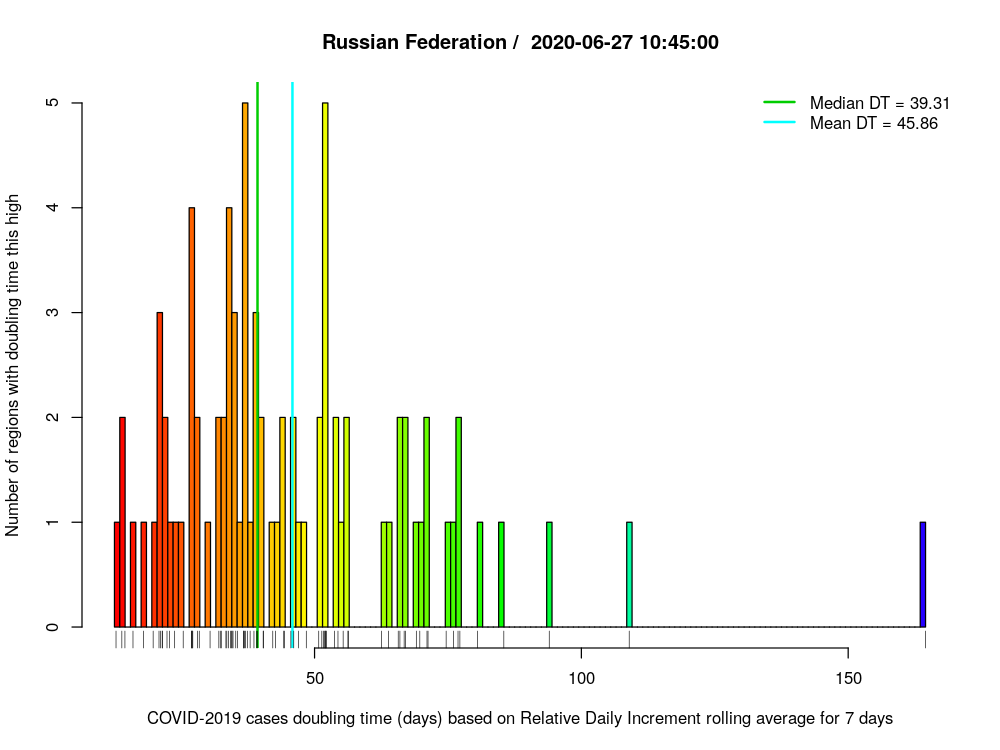 Russian Federation /  2020-06-27 10:45:00
Median DT = 39.31
Mean DT = 45.86
Number of regions with doubling time this high
5
4
3
2
1
0
50 100 150
COVID-2019 cases doubling time (days) based on Relative Daily Increment rolling average for 7 days